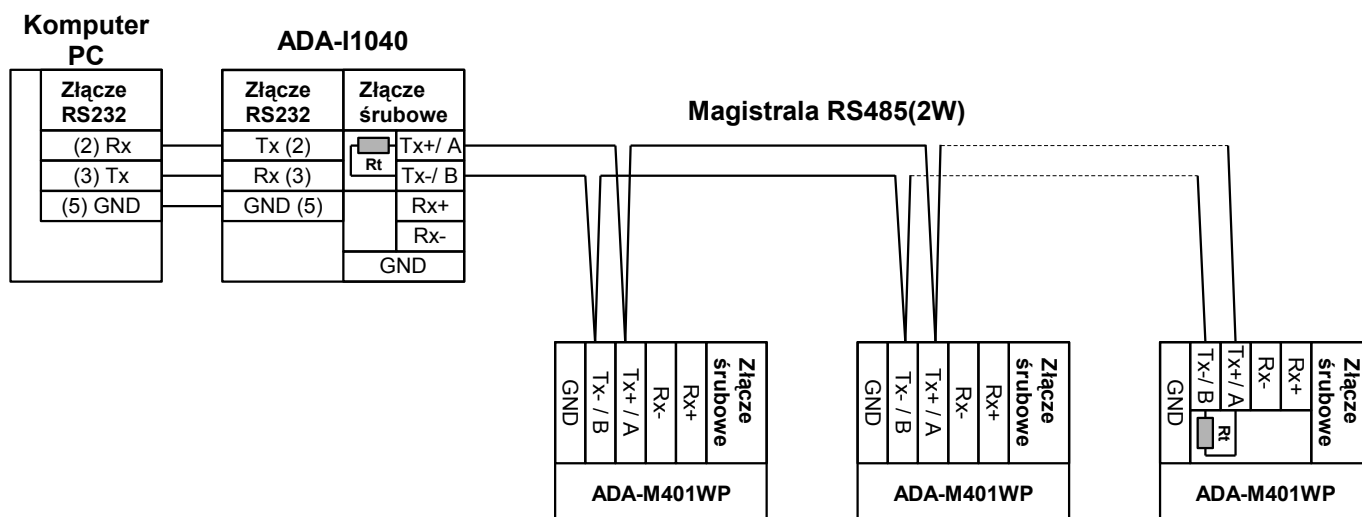 Komputer
PC
ADA-I1040
Złącze
RS232
Złącze
RS232
Złącze
śrubowe
Magistrala RS485(2W)
(2) Rx
Tx (2)
Rt
Tx+/ A
(3) Tx
Rx (3)
Tx-/ B
(5) GND
GND (5)
Rx+
Rx-
GND
GND
Tx- / B
Tx+ / A
Rx-
Rx+
Złącze
śrubowe
ADA-M401WP
GND
Tx- / B
Tx+ / A
Rx-
Rx+
Złącze
śrubowe
ADA-M401WP
GND
Tx-/ B
Tx+/ A
Rx-
Rx+
Rt
Złącze
śrubowe
ADA-M401WP